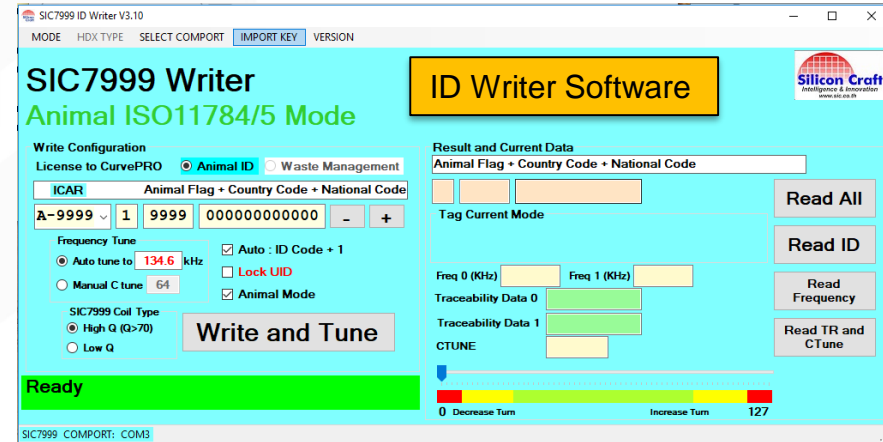 SIC7999 ID Writer V3.10
MODE HDX TYPE SELECT COMPORT IMPORT KEY VERSION
SIC7999 Writer
Animal ISO11784/5 Mode
ID Writer Software
Silicon Craft
Intelligence & Innovation
www.sic.co.th
Write Configuration
License to CurvePRO Animal ID Waste Management
ICAR Animal Flag + Country Code + National Code
A-9999 1 9999 000000000000 - +
Frequency Tune
Auto tune to 134.6 kHz
Manual C tune 64
Auto : ID Code + 1
Lock UID
Animal Mode
SIC7999 Coil Type
High Q (Q>70)
Low Q
Write and Tune
Ready
Result and Current Data
Animal Flag + Country Code + National Code
Tag Current Mode
Freq 0 (KHz) Freq 1 (KHz)
Traceability Data 0
Traceability Data 1
CTUNE
0 Decrease Turn Increase Turn 127
Read All
Read ID
Read
Frequency
Read TR and
CTune
SIC7999 COMPORT: COM3